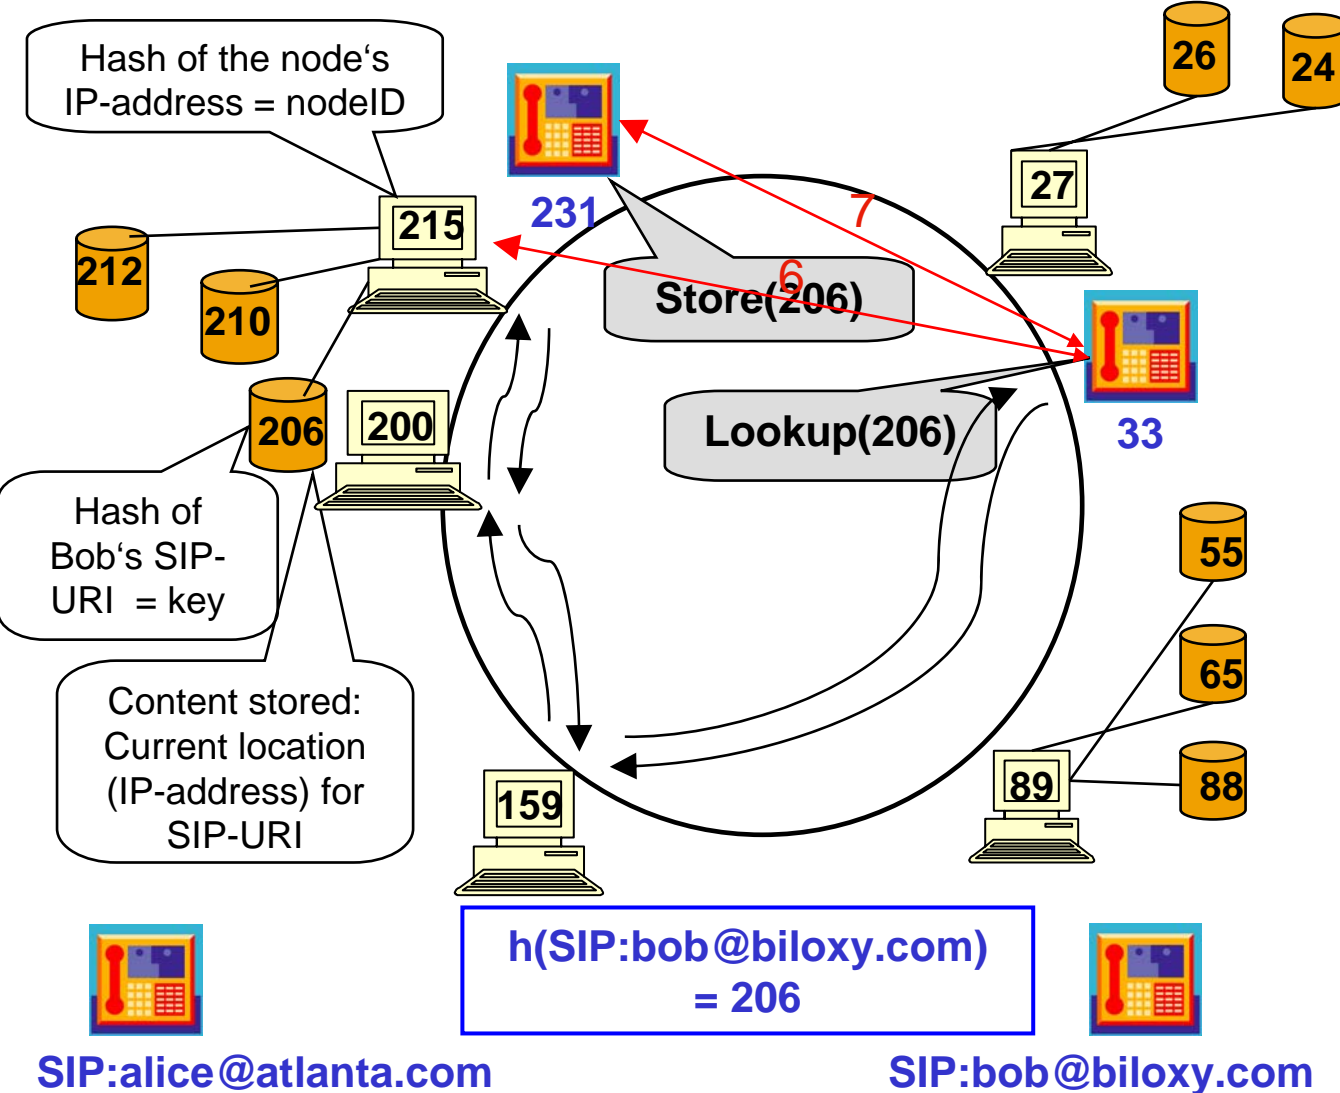 Hash of the node‘s
IP-address = nodeID
26
24
27
215
231
7
212
210
6
Store(206)
206
200
Lookup(206)
33
Hash of
Bob‘s SIP-
URI = key
55
65
Content stored:
Current location
(IP-address) for
SIP-URI
159
89
88
h(SIP:bob@biloxy.com)
= 206
SIP:alice@atlanta.com
SIP:bob@biloxy.com